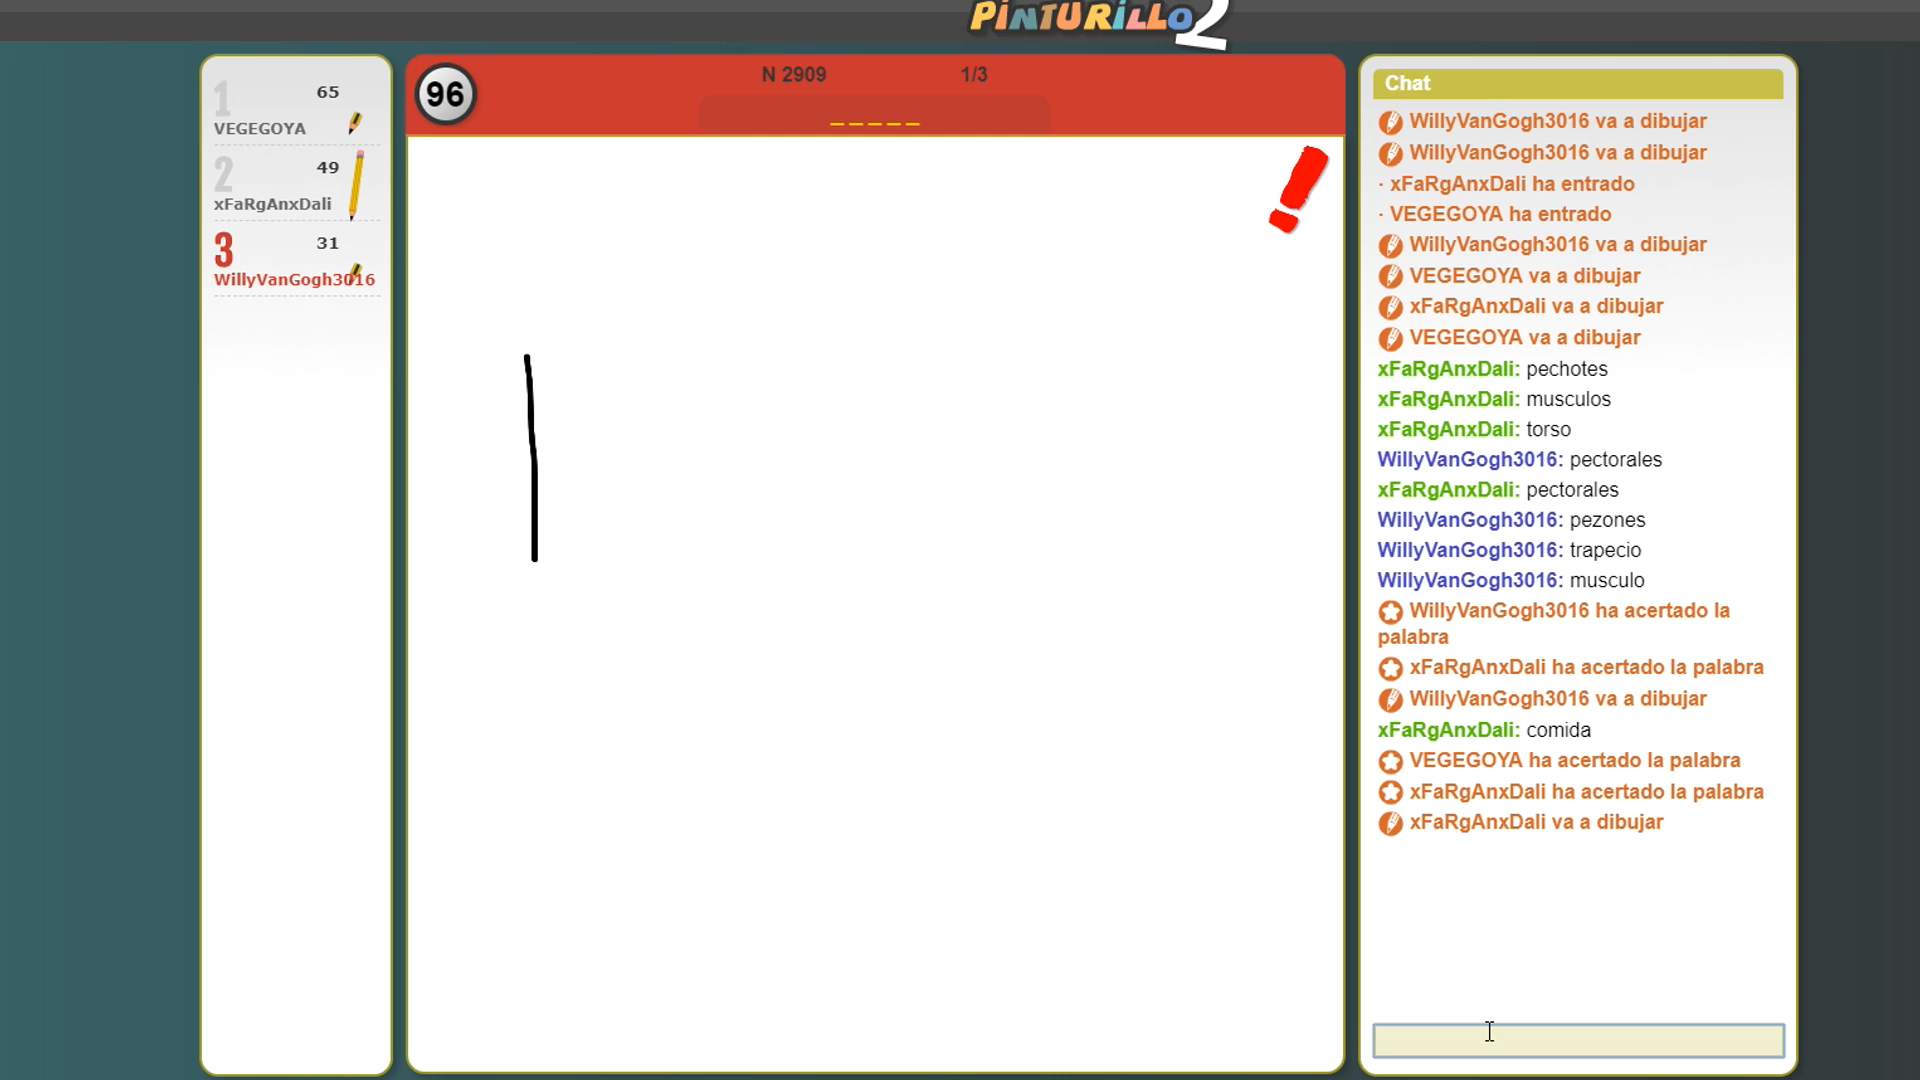 PINTURILLO 2
1 65
VEGEGOYA
2 49
xFaRgAnxDali
3 31
WillyVanGogh3016
96
N 2909 1/3
_ _ _ _ _
!
Chat
WillyVanGogh3016 va a dibujar
WillyVanGogh3016 va a dibujar
· xFaRgAnxDali ha entrado
· VEGEGOYA ha entrado
WillyVanGogh3016 va a dibujar
VEGEGOYA va a dibujar
xFaRgAnxDali va a dibujar
VEGEGOYA va a dibujar
xFaRgAnxDali: pechotes
xFaRgAnxDali: musculos
xFaRgAnxDali: torso
WillyVanGogh3016: pectorales
xFaRgAnxDali: pectorales
WillyVanGogh3016: pezones
WillyVanGogh3016: trapecio
WillyVanGogh3016: musculo
WillyVanGogh3016 ha acertado la
palabra
xFaRgAnxDali ha acertado la palabra
WillyVanGogh3016 va a dibujar
xFaRgAnxDali: comida
VEGEGOYA ha acertado la palabra
xFaRgAnxDali ha acertado la palabra
xFaRgAnxDali va a dibujar